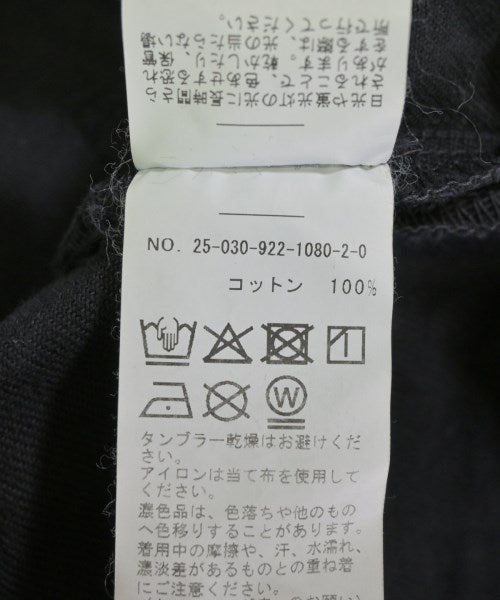 日光や蛍光灯の光に長時間さら
されることで、色あせする恐れ
があります。乾かしたり、保管
をする際は、光の当たらない場
所で行ってください。
NO. 25-030-922-1080-2-0
コットン 100%
W
タンブラー乾燥はお避けくだ
さい。
アイロンは当て布を使用して
ください。
濃色品は、色落ちや他のもの
へ色移りすることがあります。
着用中の摩擦や、汗、水濡れ、
濃淡差があるものとの重ね着
にご注意ください。